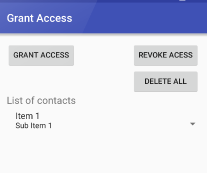 Grant Access
GRANT ACCESS REVOKE ACESS
DELETE ALL
List of contacts
Item 1
Sub Item 1